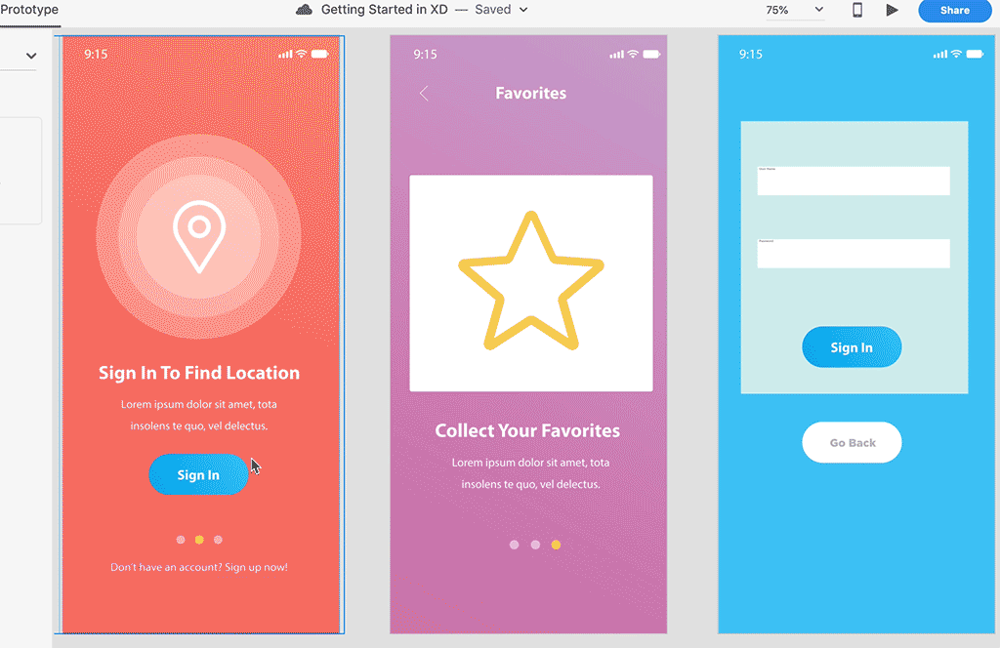 Prototype
Getting Started in XD — Saved
75%
Share
9:15
Sign In To Find Location
Lorem ipsum dolor sit amet, tota
insolens te quo, vel delectus.
Sign In
Don't have an account? Sign up now!
9:15
Favorites
Collect Your Favorites
Lorem ipsum dolor sit amet, tota
insolens te quo, vel delectus.
9:15
User Name
Password
Sign In
Go Back